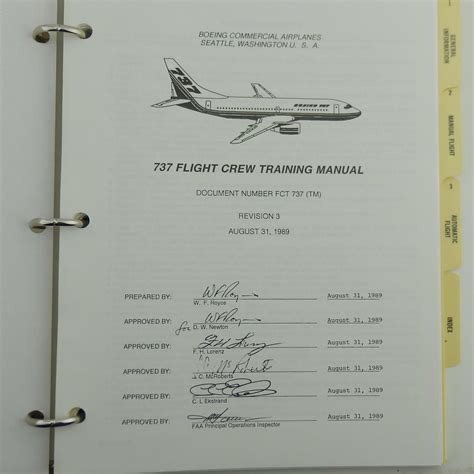 BOEING COMMERCIAL AIRPLANES
SEATTLE, WASHINGTON U. S. A.
737
BOEING 737
737 FLIGHT CREW TRAINING MANUAL
DOCUMENT NUMBER FCT 737 (TM)
REVISION 3
AUGUST 31, 1989
PREPARED BY: August 31, 1989
W. F. Royce
APPROVED BY: August 31, 1989
for D. W. Newton
APPROVED BY: August 31, 1989
F. H. Lorenz
APPROVED BY: August 31, 1989
J. C. McRoberts
APPROVED BY: August 31, 1989
C. L Ekstrand
APPROVED BY: August 31, 1989
FAA Principal Operations Inspector
1
GENERAL
INFORMATION
2
MANUAL FLIGHT
3
AUTOMATIC
FLIGHT
INDEX